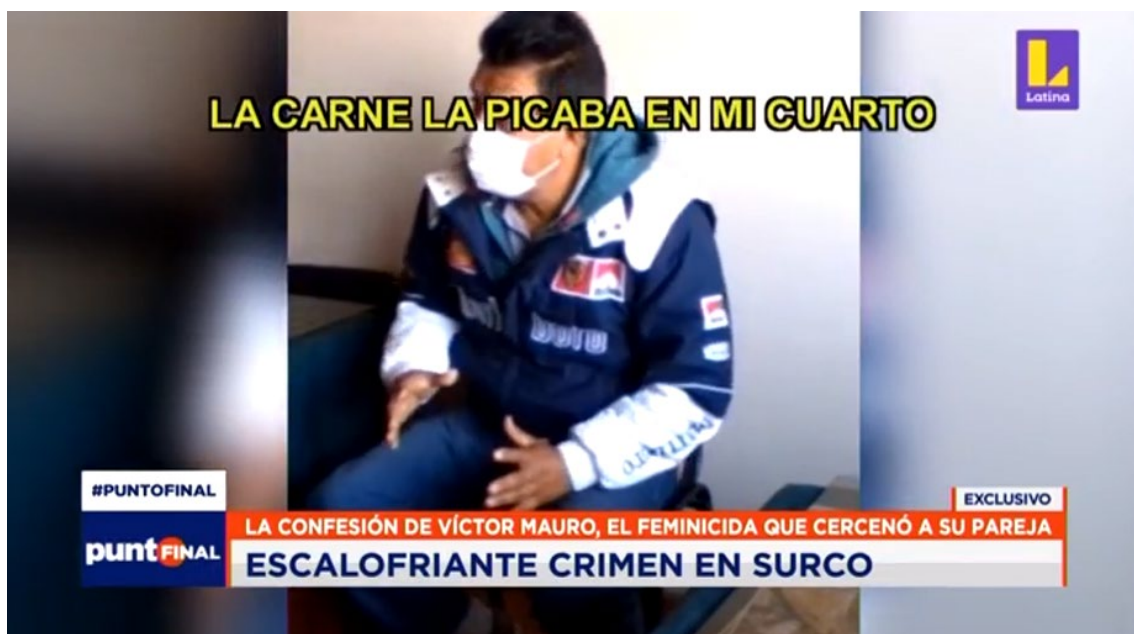 LA CARNE LA PICABA EN MI CUARTO
Latina
#PUNTOFINAL
EXCLUSIVO
LA CONFESIÓN DE VÍCTOR MAURO, EL FEMINICIDA QUE CERCENÓ A SU PAREJA
puntoFINAL
ESCALOFRIANTE CRIMEN EN SURCO